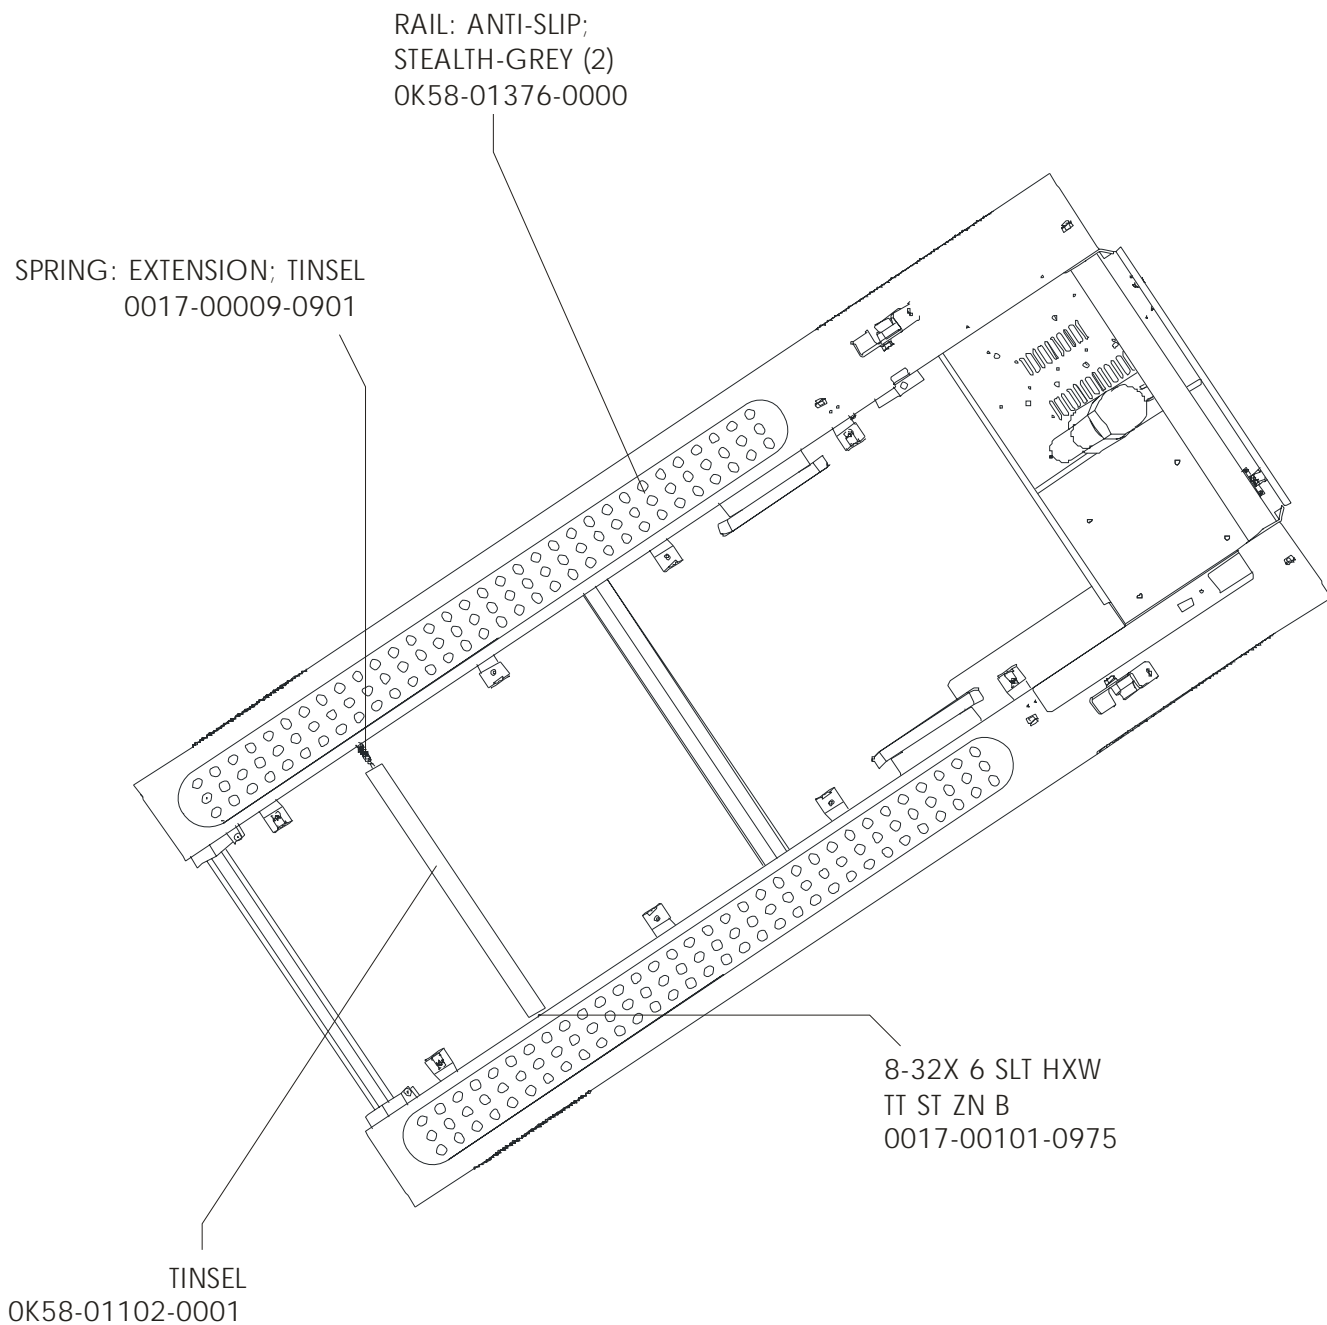 RAIL: ANTI-SLIP;
STEALTH-GREY (2)
0K58-01376-0000
SPRING: EXTENSION; TINSEL
0017-00009-0901
8-32X 6 SLT HXW
TT ST ZN B
0017-00101-0975
TINSEL
0K58-01102-0001